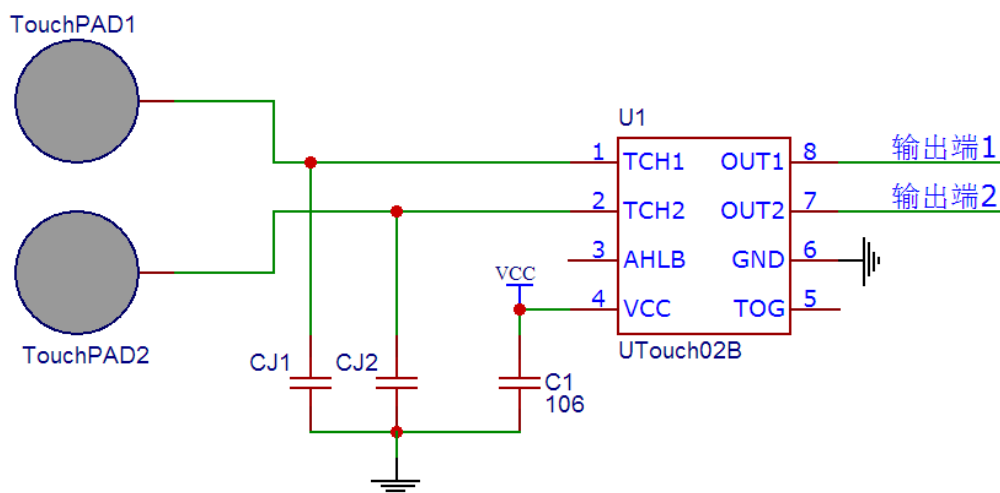 TouchPAD1
U1
1 TCH1 OUT1 8 输出端1
2 TCH2 OUT2 7 输出端2
3 AHLB GND 6
VCC
4 VCC TOG 5
TouchPAD2
UTouch02B
CJ1 CJ2 C1
106